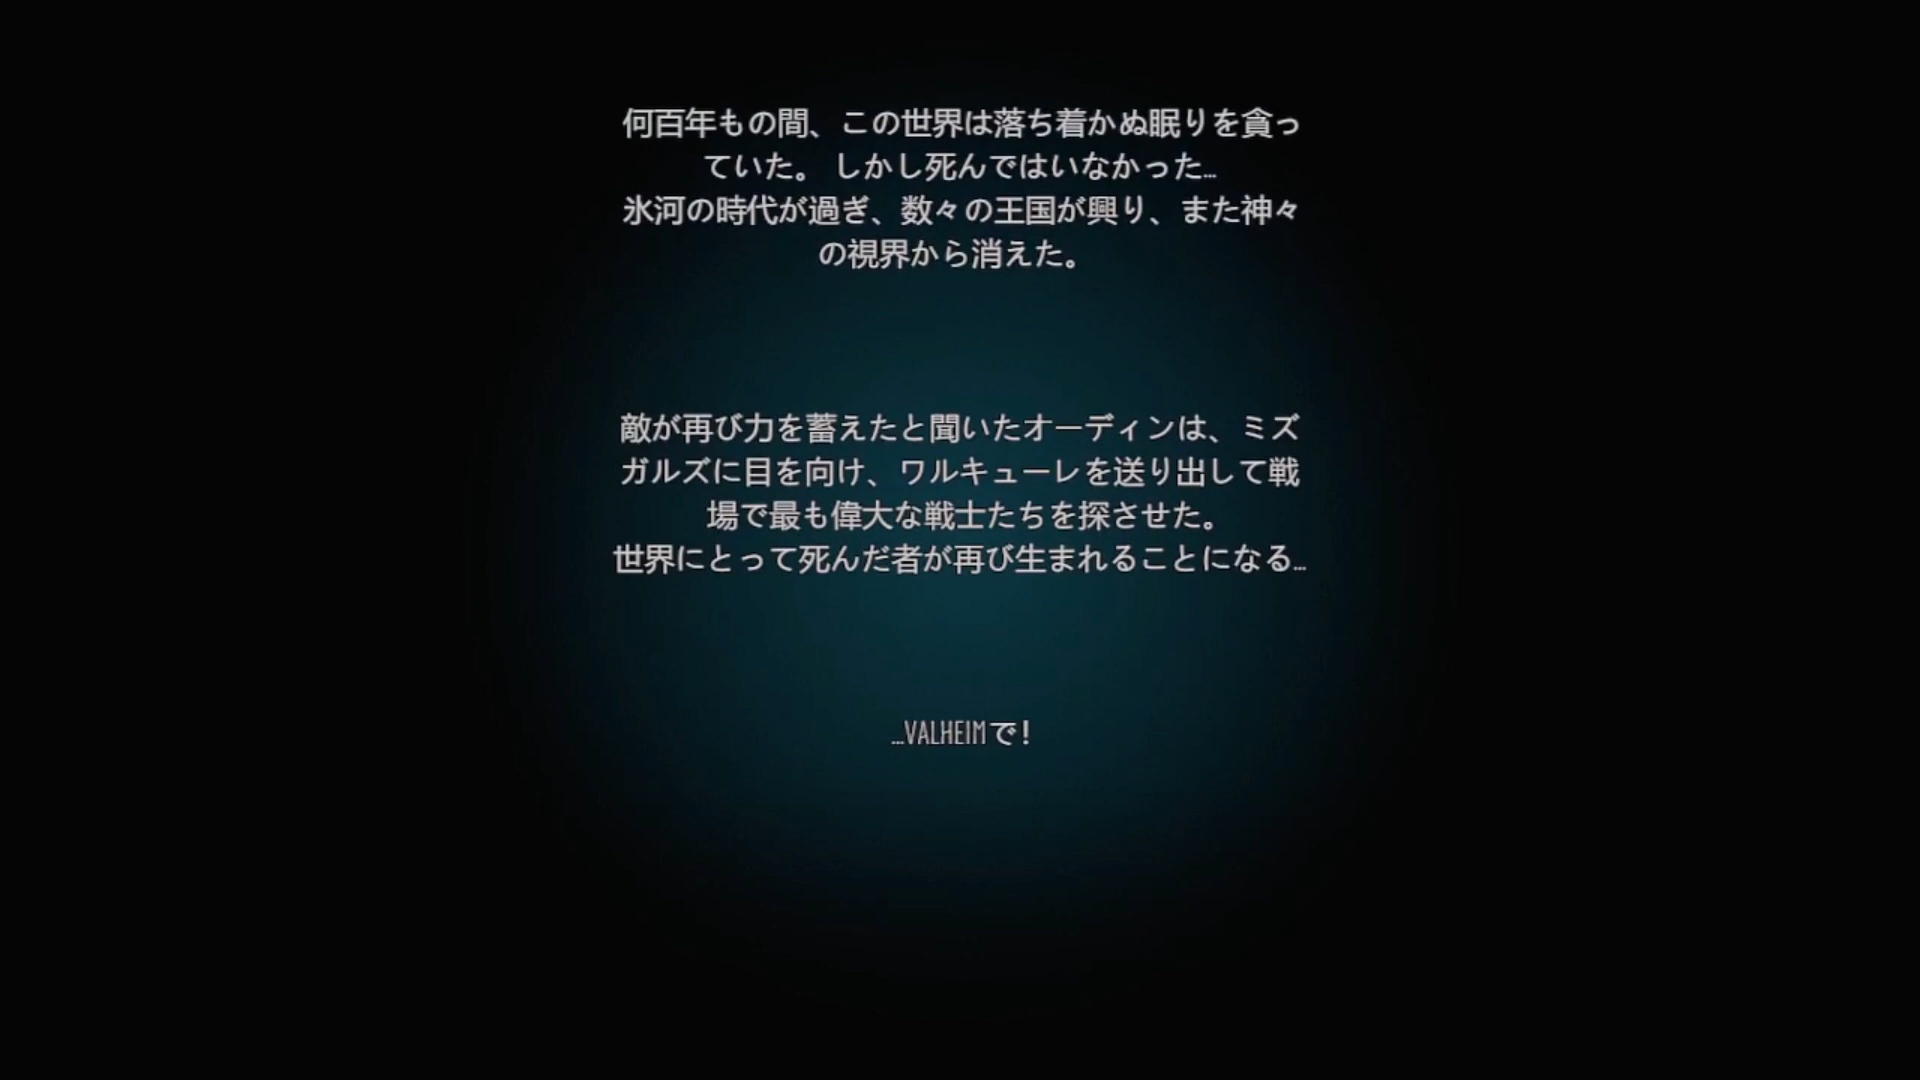 何百年もの間、この世界は落ち着かぬ眠りを貪っ
ていた。 しかし死んではいなかった…
氷河の時代が過ぎ、数々の王国が興り、また神々
の視界から消えた。
敵が再び力を蓄えたと聞いたオーディンは、ミズ
ガルズに目を向け、ワルキューレを送り出して戦
場で最も偉大な戦士たちを探させた。
世界にとって死んだ者が再び生まれることになる…
…VALHEIMで!